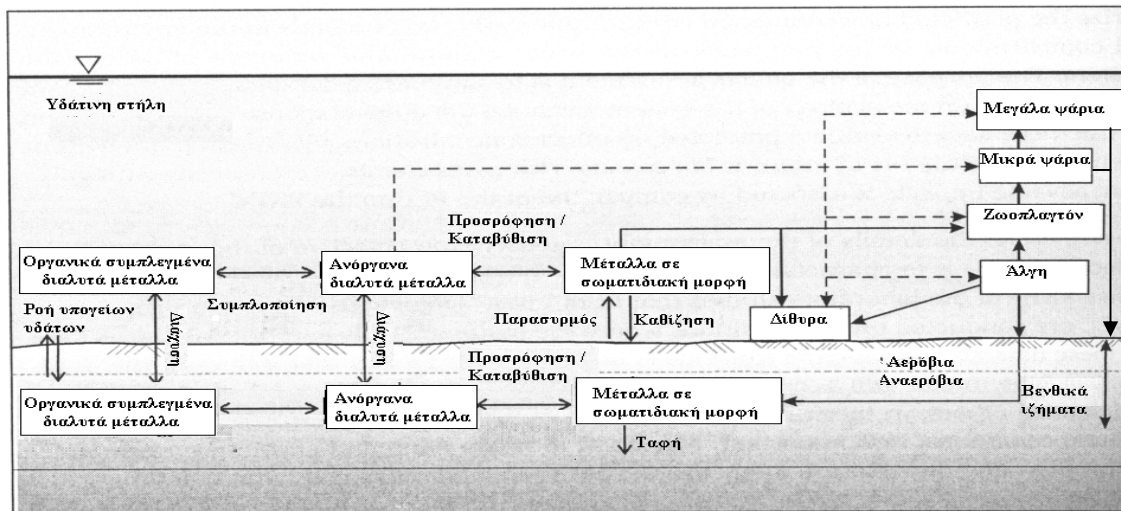 Υδάτινη στήλη
Μεγάλα ψάρια
Μικρά ψάρια
Ζωοπλαγτόν
Άλγη
Προσρόφηση /
Καταβύθιση
Οργανικά συμπλεγμένα
διαλυτά μέταλλα
Ανόργανα
διαλυτά μέταλλα
Μέταλλα σε
σωματιδιακή μορφή
Συμπλοποίηση
Ροή υπογείων
υδάτων
Διάχυση
Διάχυση
Παρασυρμός
Καθίζηση
Δίθυρα
Προσρόφηση /
Καταβύθιση
Αερόβια
Αναερόβια
Βενθικά
ιζήματα
Οργανικά συμπλεγμένα
διαλυτά μέταλλα
Ανόργανα
διαλυτά μέταλλα
Μέταλλα σε
σωματιδιακή μορφή
Ταφή